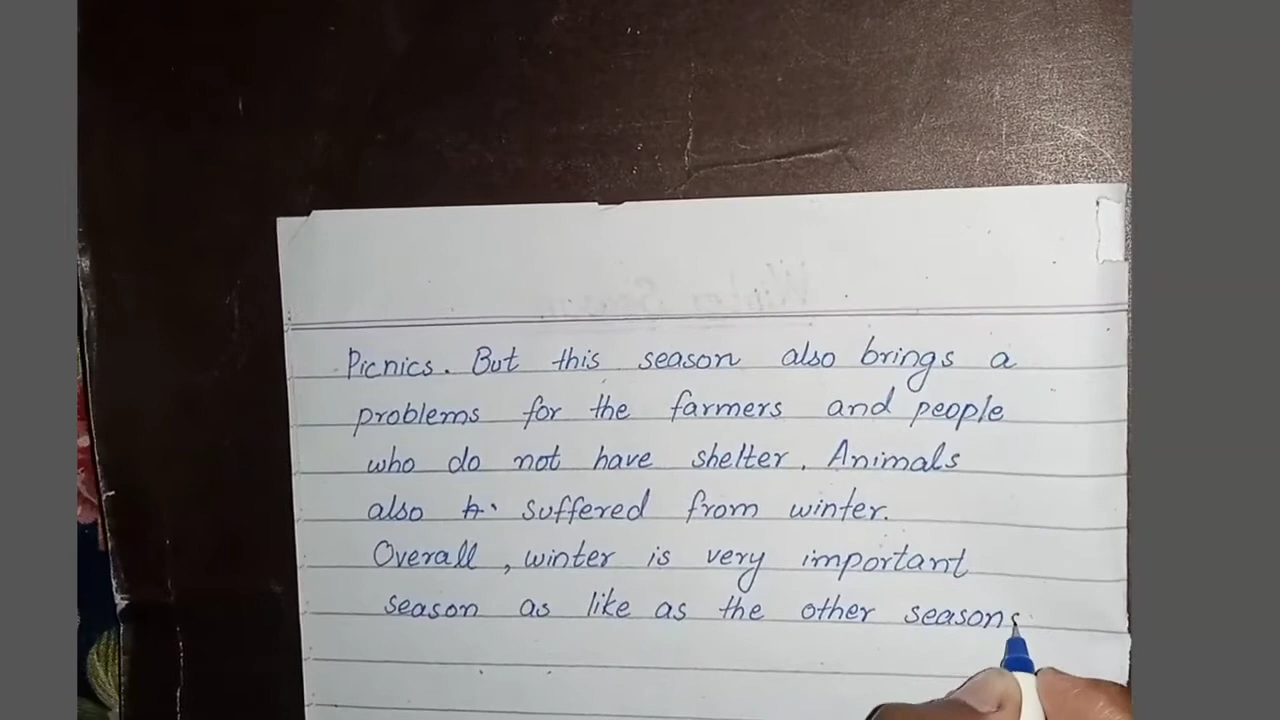 Picnics. But this season also brings a
problems for the farmers and people
who do not have shelter. Animals
also suffered from winter.
Overall, winter is very important
season as like as the other seasons